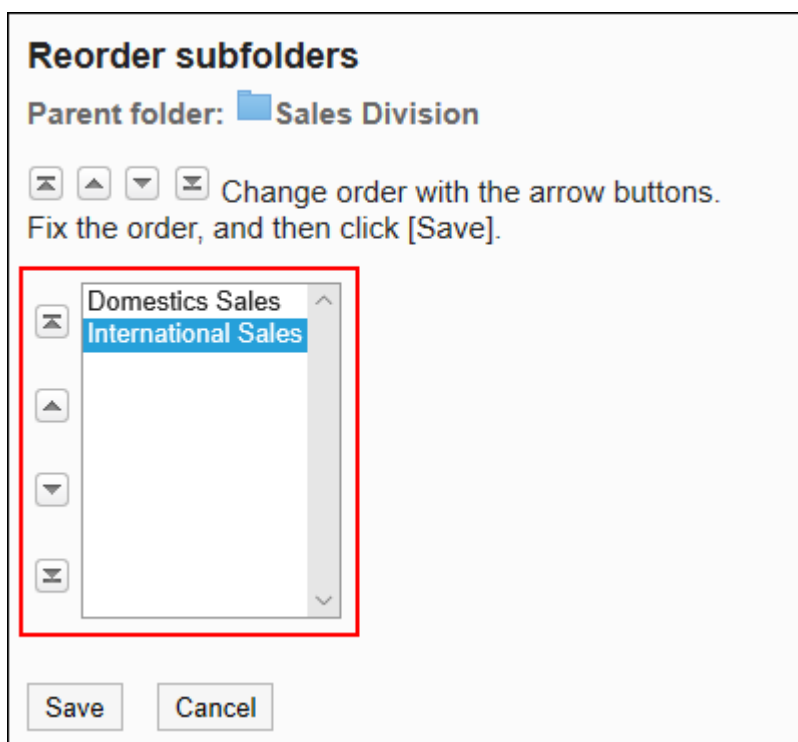 Reorder subfolders
Parent folder: Sales Division
Change order with the arrow buttons.
Fix the order, and then click [Save].
Domestics Sales
International Sales
Save
Cancel